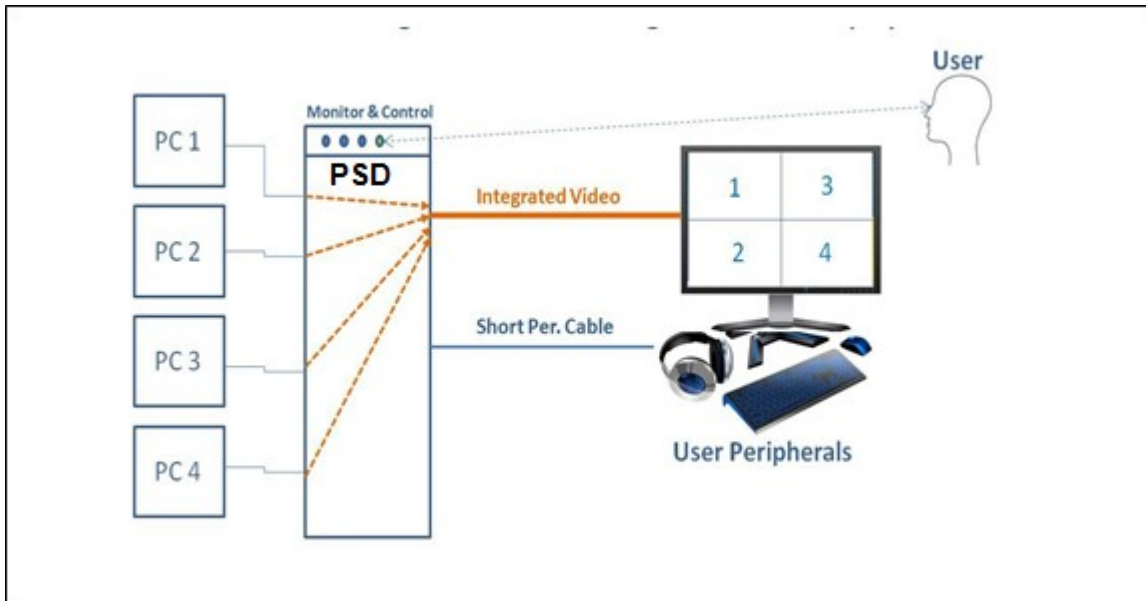 User
Monitor & Control
PC 1
PSD
Integrated Video
1
3
PC 2
2
4
Short Per. Cable
PC 3
User Peripherals
PC 4